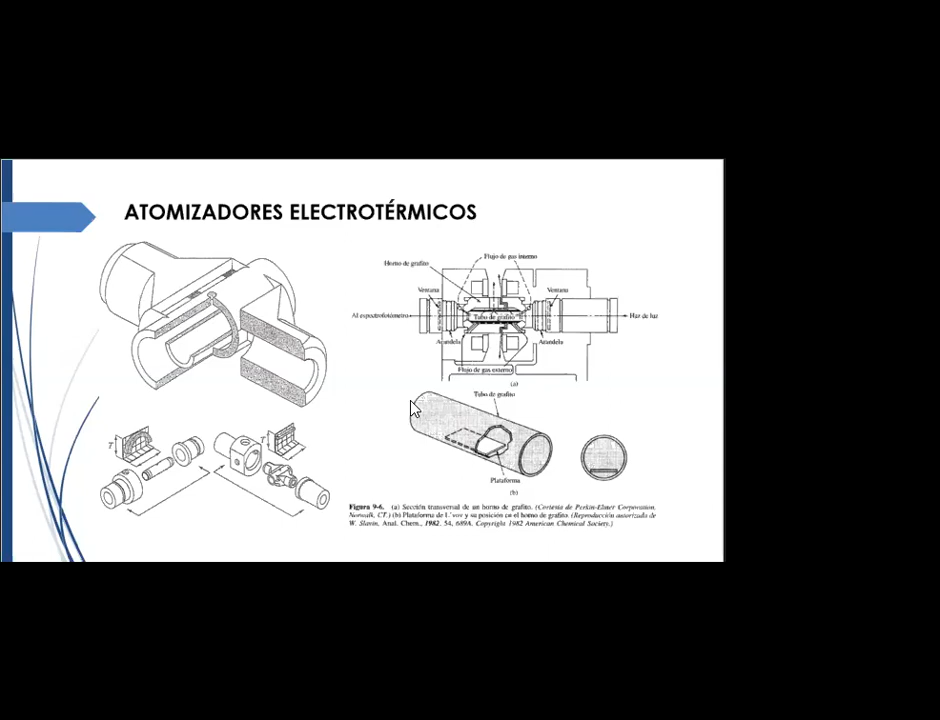 ATOMIZADORES ELECTROTÉRMICOS
Flujo de gas interno
Horno de grafito
Ventana
Ventana
Al espectrofotómetro
Tubo de grafito
Haz de luz
Arandela
Arandela
Flujo de gas externo
(a)
Tubo de grafito
T
T
Plataforma
(b)
Figura 9-6. (a) Sección transversal de un horno de grafito. (Cortesía de Perkin-Elmer Corporation,
Norwalk, CT.) (b) Plataforma de L'vov y su posición en el horno de grafito. (Reproducción autorizada de
W. Slavin, Anal. Chem., 1982, 54, 689A. Copyright 1982 American Chemical Society.)